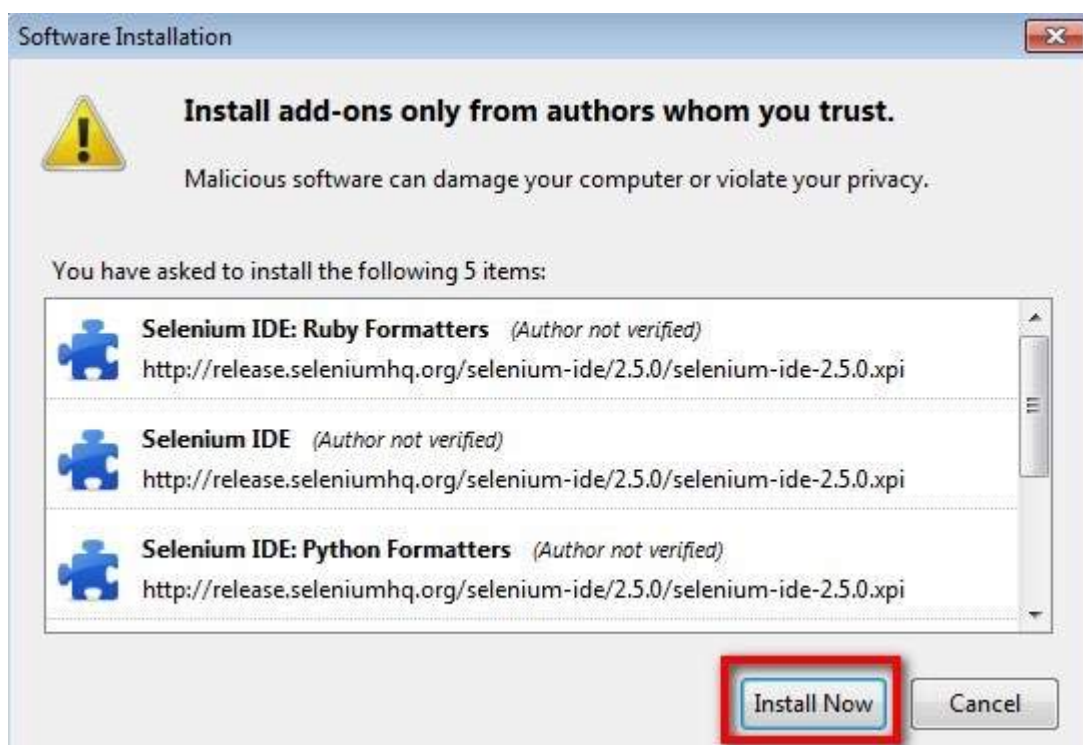 Software Installation
Install add-ons only from authors whom you trust.
Malicious software can damage your computer or violate your privacy.
You have asked to install the following 5 items:
Selenium IDE: Ruby Formatters (Author not verified)
http://release.seleniumhq.org/selenium-ide/2.5.0/selenium-ide-2.5.0.xpi
Selenium IDE (Author not verified)
http://release.seleniumhq.org/selenium-ide/2.5.0/selenium-ide-2.5.0.xpi
Selenium IDE: Python Formatters (Author not verified)
http://release.seleniumhq.org/selenium-ide/2.5.0/selenium-ide-2.5.0.xpi
Install Now Cancel